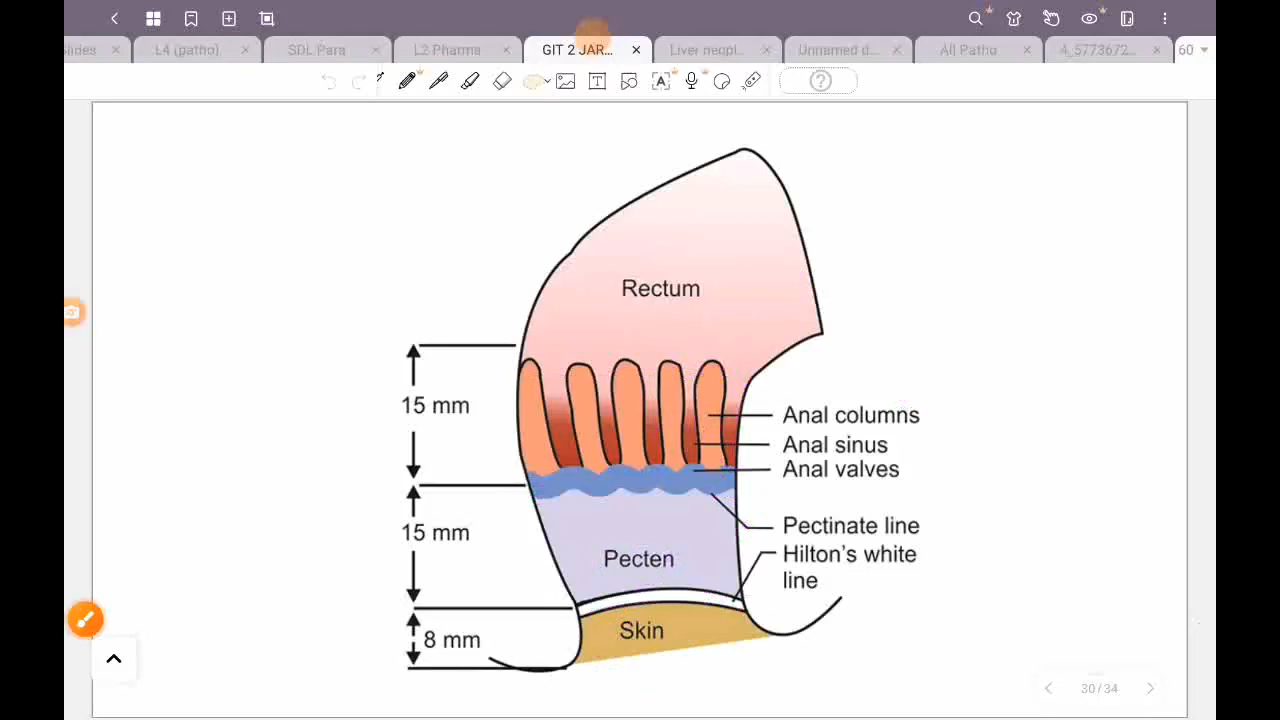 Slides
L4 (patho)
SDL Para
L2 Pharma
GIT 2 JAR...
Liver neopl...
Unnamed d...
All Patho
4_5773672...
60
Rectum
15 mm
Anal columns
Anal sinus
Anal valves
15 mm
Pectinate line
Hilton's white
line
Pecten
Skin
8 mm
30/34